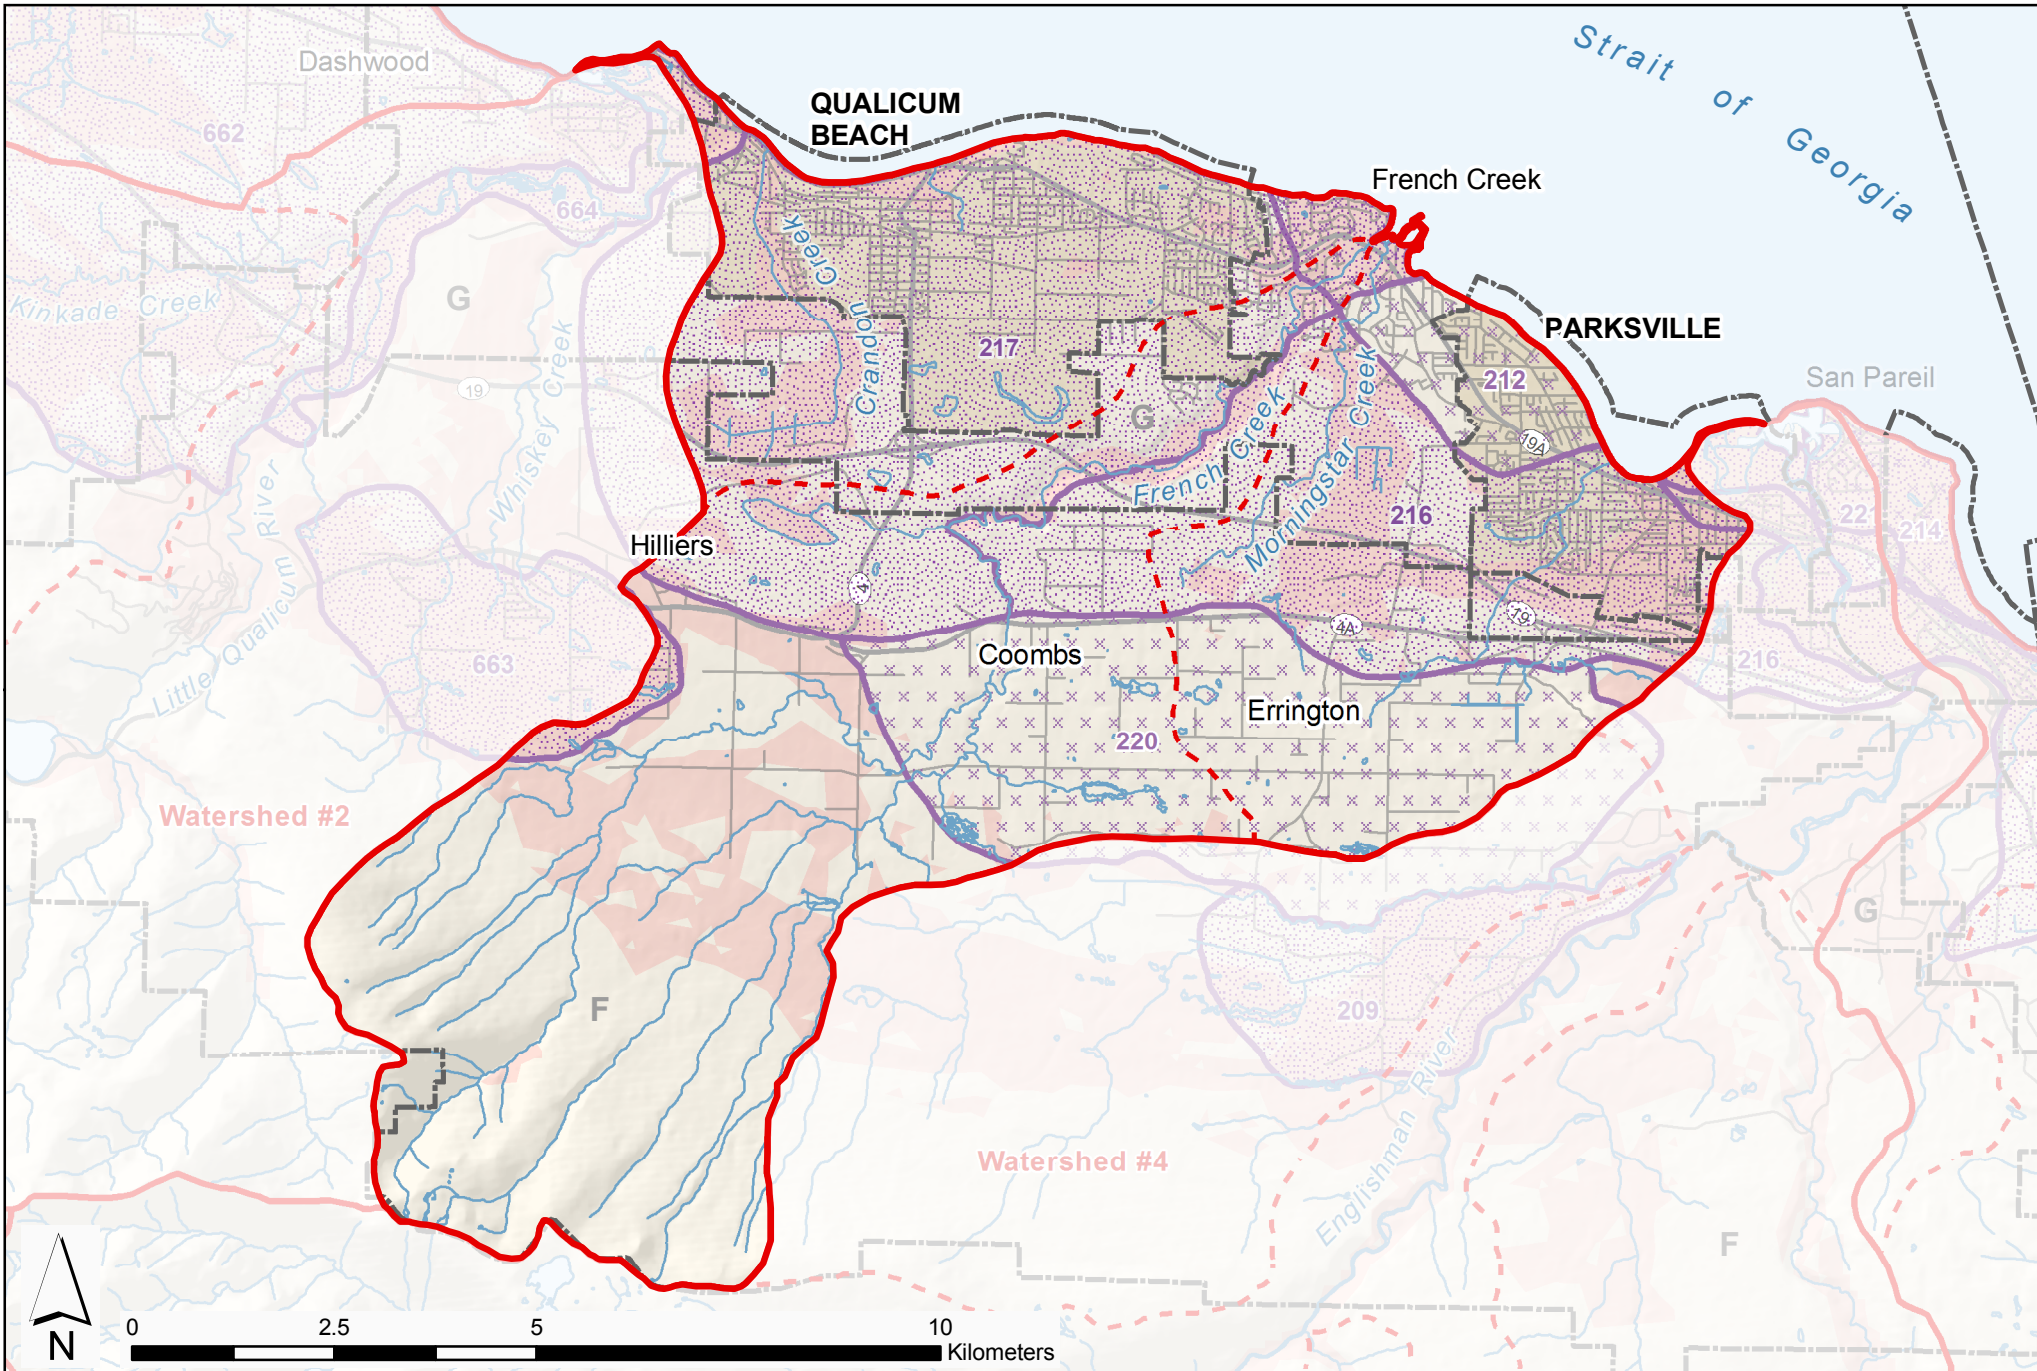 Strait of Georgia
Dashwood
QUALICUM
BEACH
662
French Creek
664
Creek
Crandon
G
Kinkade Creek
PARKSVILLE
217
212
San Pareil
19
Whiskey Creek
G
French Creek
Morningstar Creek
19A
216
221
214
Hilliers
Little Qualicum River
4
19
4A
663
Coombs
216
Errington
220
Watershed #2
G
F
209
Watershed #4
Englishman River
F
N
0
2.5
5
10
Kilometers